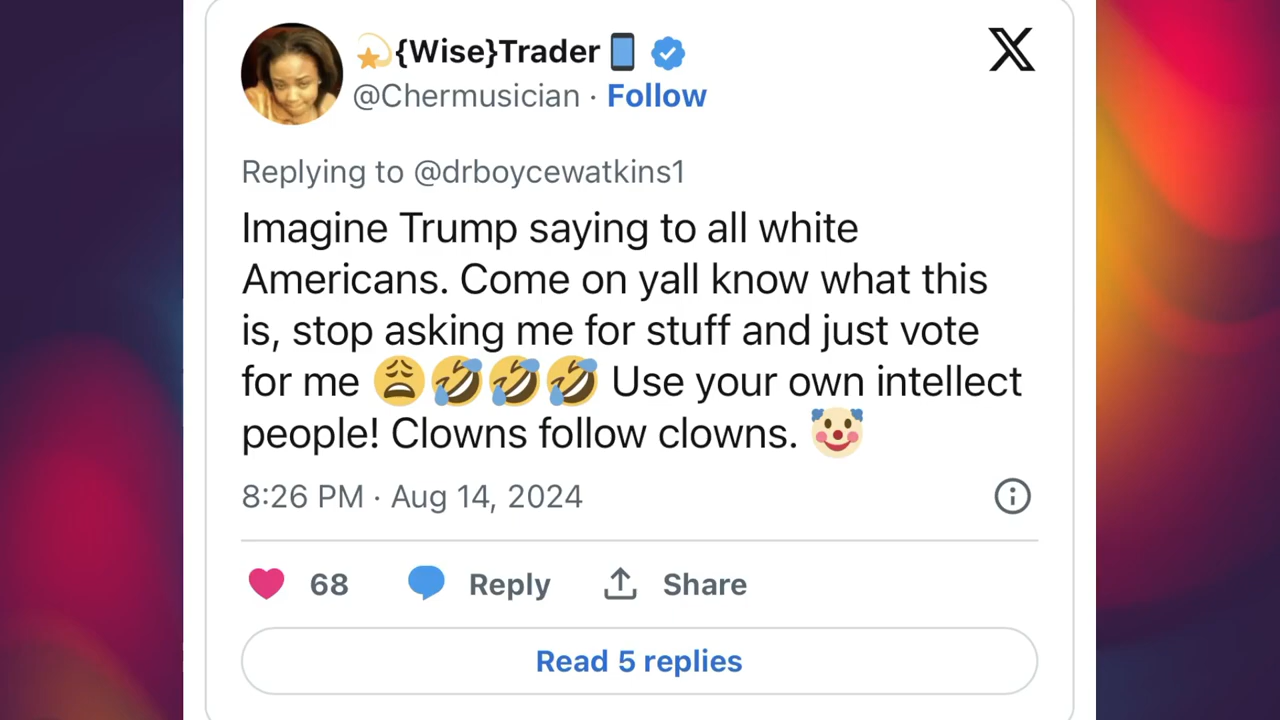 💫{Wise}Trader📱
@Chermusician · Follow
Replying to @drboycewatkins1
Imagine Trump saying to all white
Americans. Come on yall know what this
is, stop asking me for stuff and just vote
for me 😩🤣🤣🤣 Use your own intellect
people! Clowns follow clowns. 🤡
8:26 PM · Aug 14, 2024
68 Reply Share
Read 5 replies